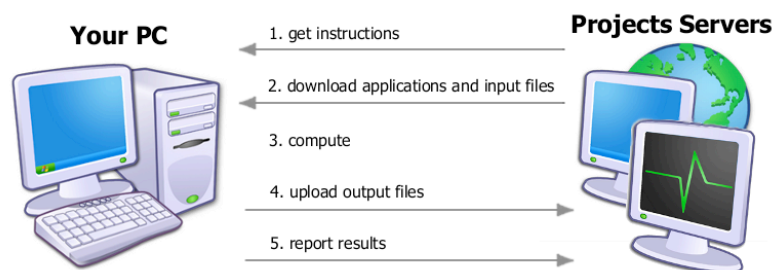 Your PC
Projects Servers
1. get instructions
2. download applications and input files
3. compute
4. upload output files
5. report results